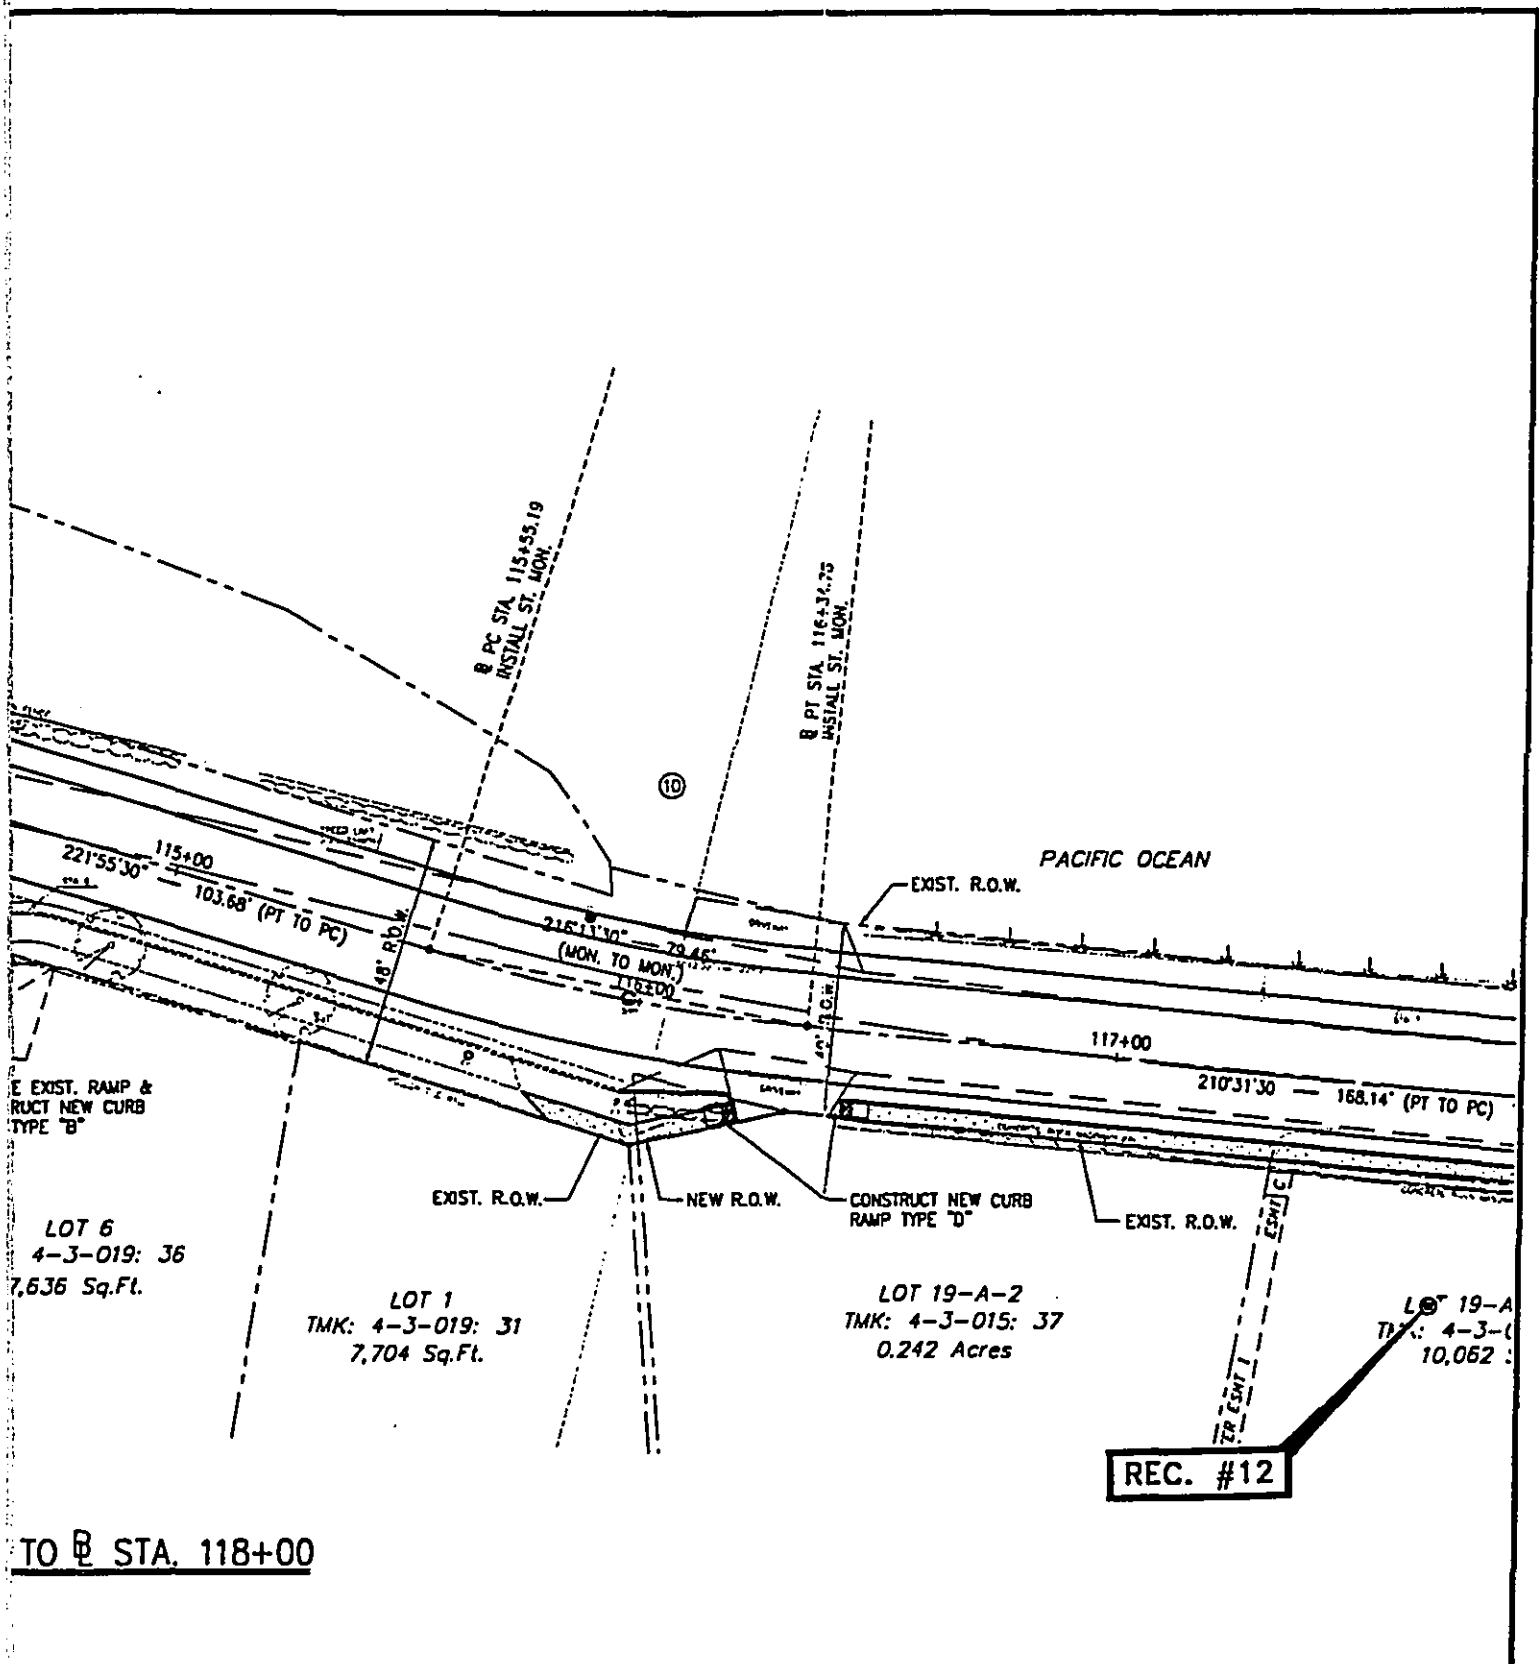 PC STA. 115+55.19
INSTALL ST. MON.
PT STA. 116+34.75
INSTALL ST. MON.
10
PACIFIC OCEAN
EXIST. R.O.W.
115+00
221°55'30"
103.68' (PT TO PC)
48' R.O.W.
216°13'30" — 79.46'
(MON. TO MON.)
116+00
R.O.W.
117+00
210°31'30 — 168.14' (PT TO PC)
E EXIST. RAMP &
RUCT NEW CURB
TYPE "B"
EXIST. R.O.W.
NEW R.O.W.
CONSTRUCT NEW CURB
RAMP TYPE "D"
EXIST. R.O.W.
ESMT C
LOT 6
4-3-019: 36
7,636 Sq.Ft.
LOT 1
TMK: 4-3-019: 31
7,704 Sq.Ft.
LOT 19-A-2
TMK: 4-3-015: 37
0.242 Acres
19-A
4-3-
10,062
ER ESMT 1
REC. #12
TO BL STA. 118+00